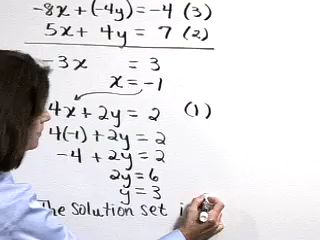 -8x + (-4y) = -4 (3)
5x + 4y = 7 (2)
-3x = 3
x = -1
4x + 2y = 2 (1)
4(-1) + 2y = 2
-4 + 2y = 2
2y = 6
y = 3
The solution set i